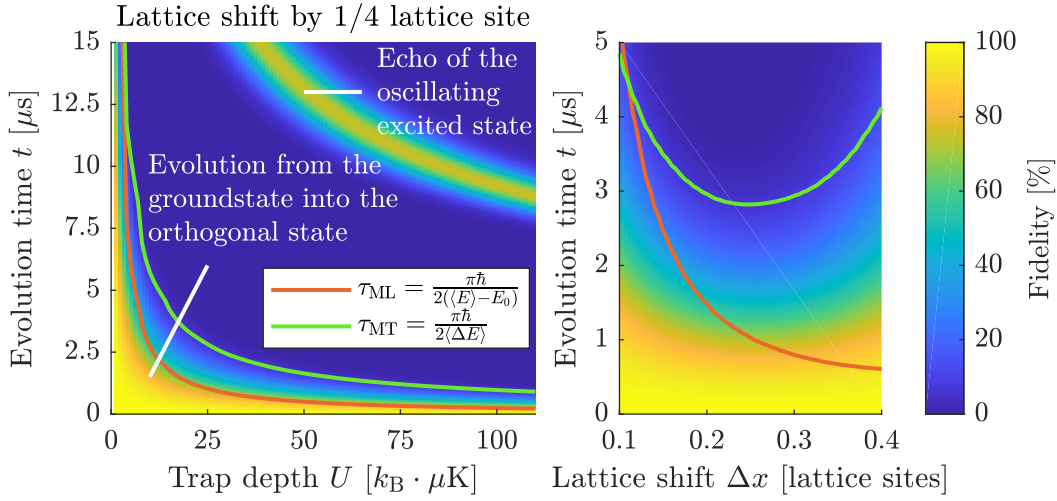 Lattice shift by 1/4 lattice site
Evolution time t [μs]
15
12.5
10
7.5
5
2.5
0
Echo of the
oscillating
excited state
Evolution from the
groundstate into the
orthogonal state
τ_ML = πℏ / 2(⟨E⟩−E₀)
τ_MT = πℏ / 2⟨ΔE⟩
0 25 50 75 100
Trap depth U [k_B · μK]
Evolution time t [μs]
5
4
3
2
1
0
0.1 0.2 0.3 0.4
Lattice shift Δx [lattice sites]
100
80
60
40
20
0
Fidelity [%]